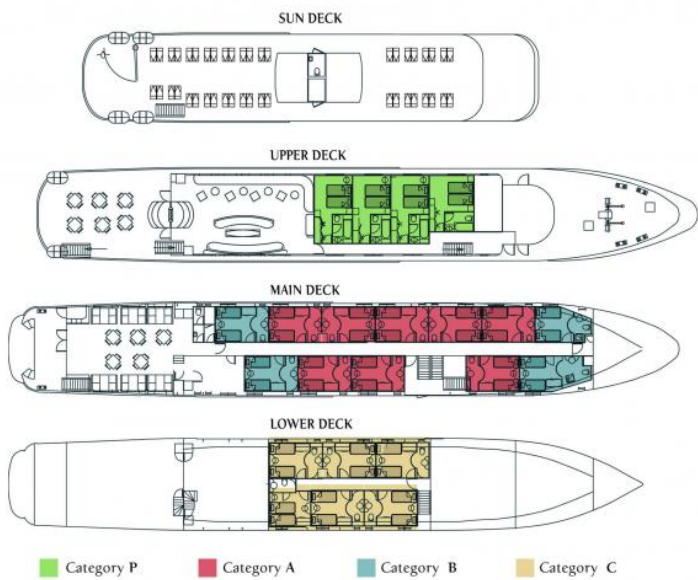 SUN DECK
UPPER DECK
MAIN DECK
LOWER DECK
Category P
Category A
Category B
Category C